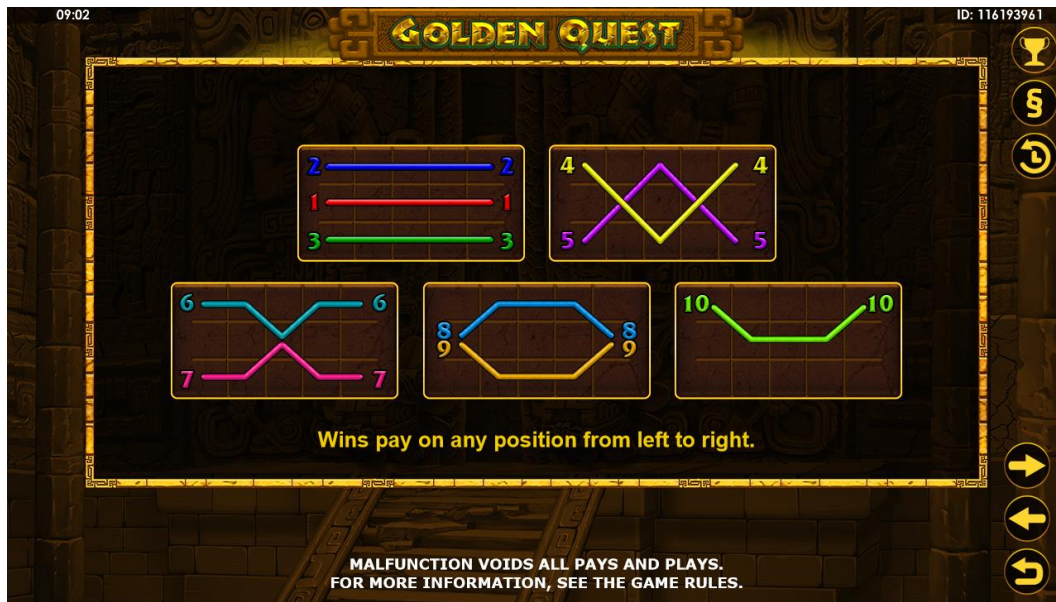 09:02
ID: 116193961
GOLDEN QUEST
§
2 2
1 1
3 3
4 4
5 5
6 6
7 7
8 8
9 9
10 10
Wins pay on any position from left to right.
MALFUNCTION VOIDS ALL PAYS AND PLAYS.
FOR MORE INFORMATION, SEE THE GAME RULES.